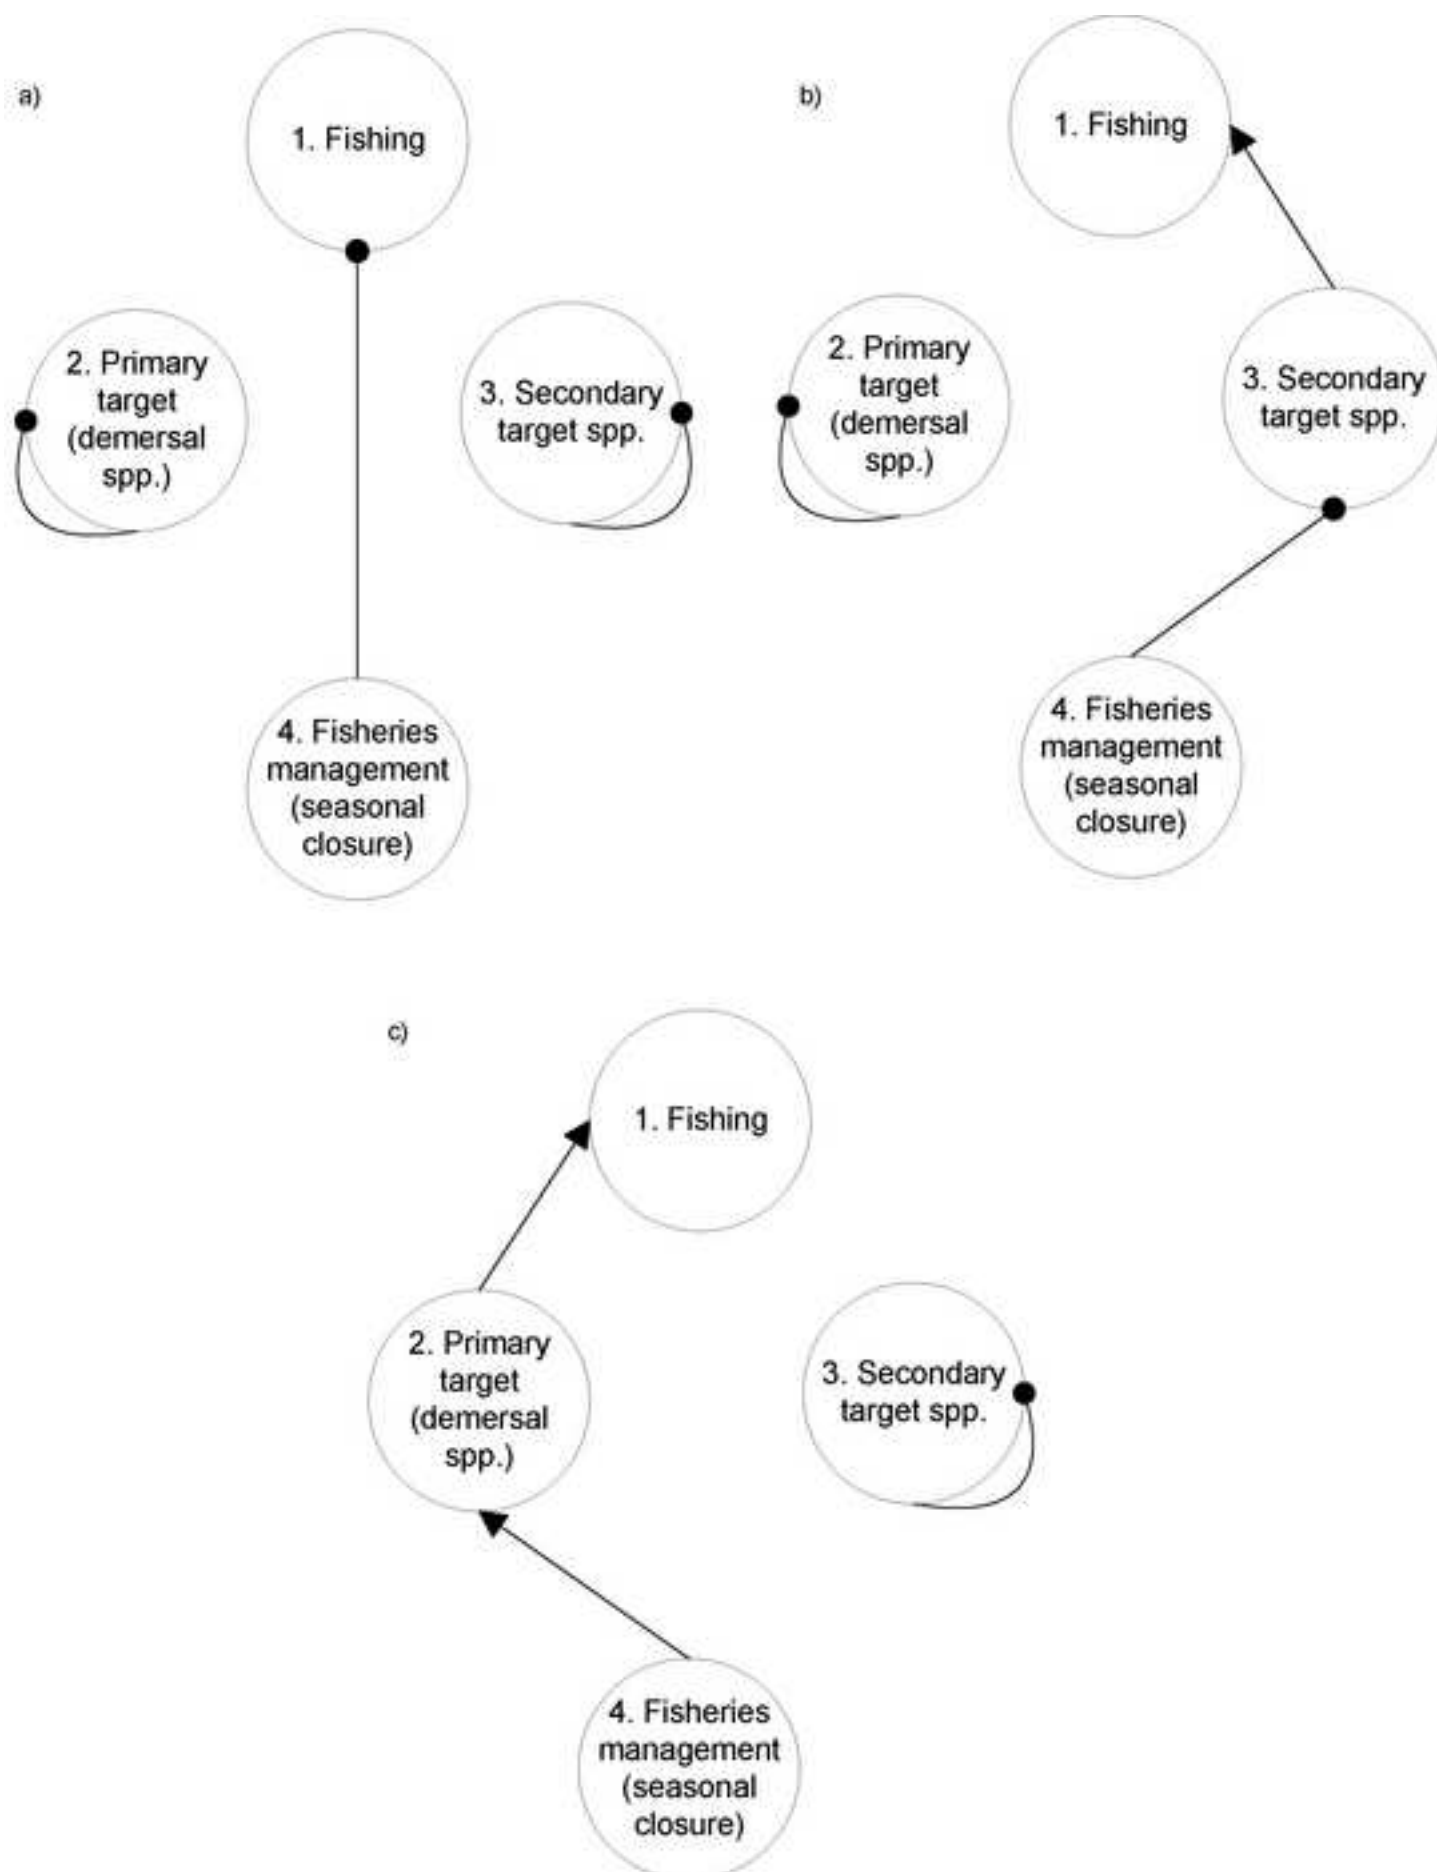 a)
1. Fishing
2. Primary
target
(demersal
spp.)
3. Secondary
target spp.
4. Fisheries
management
(seasonal
closure)
b)
1. Fishing
2. Primary
target
(demersal
spp.)
3. Secondary
target spp.
4. Fisheries
management
(seasonal
closure)
c)
1. Fishing
2. Primary
target
(demersal
spp.)
3. Secondary
target spp.
4. Fisheries
management
(seasonal
closure)